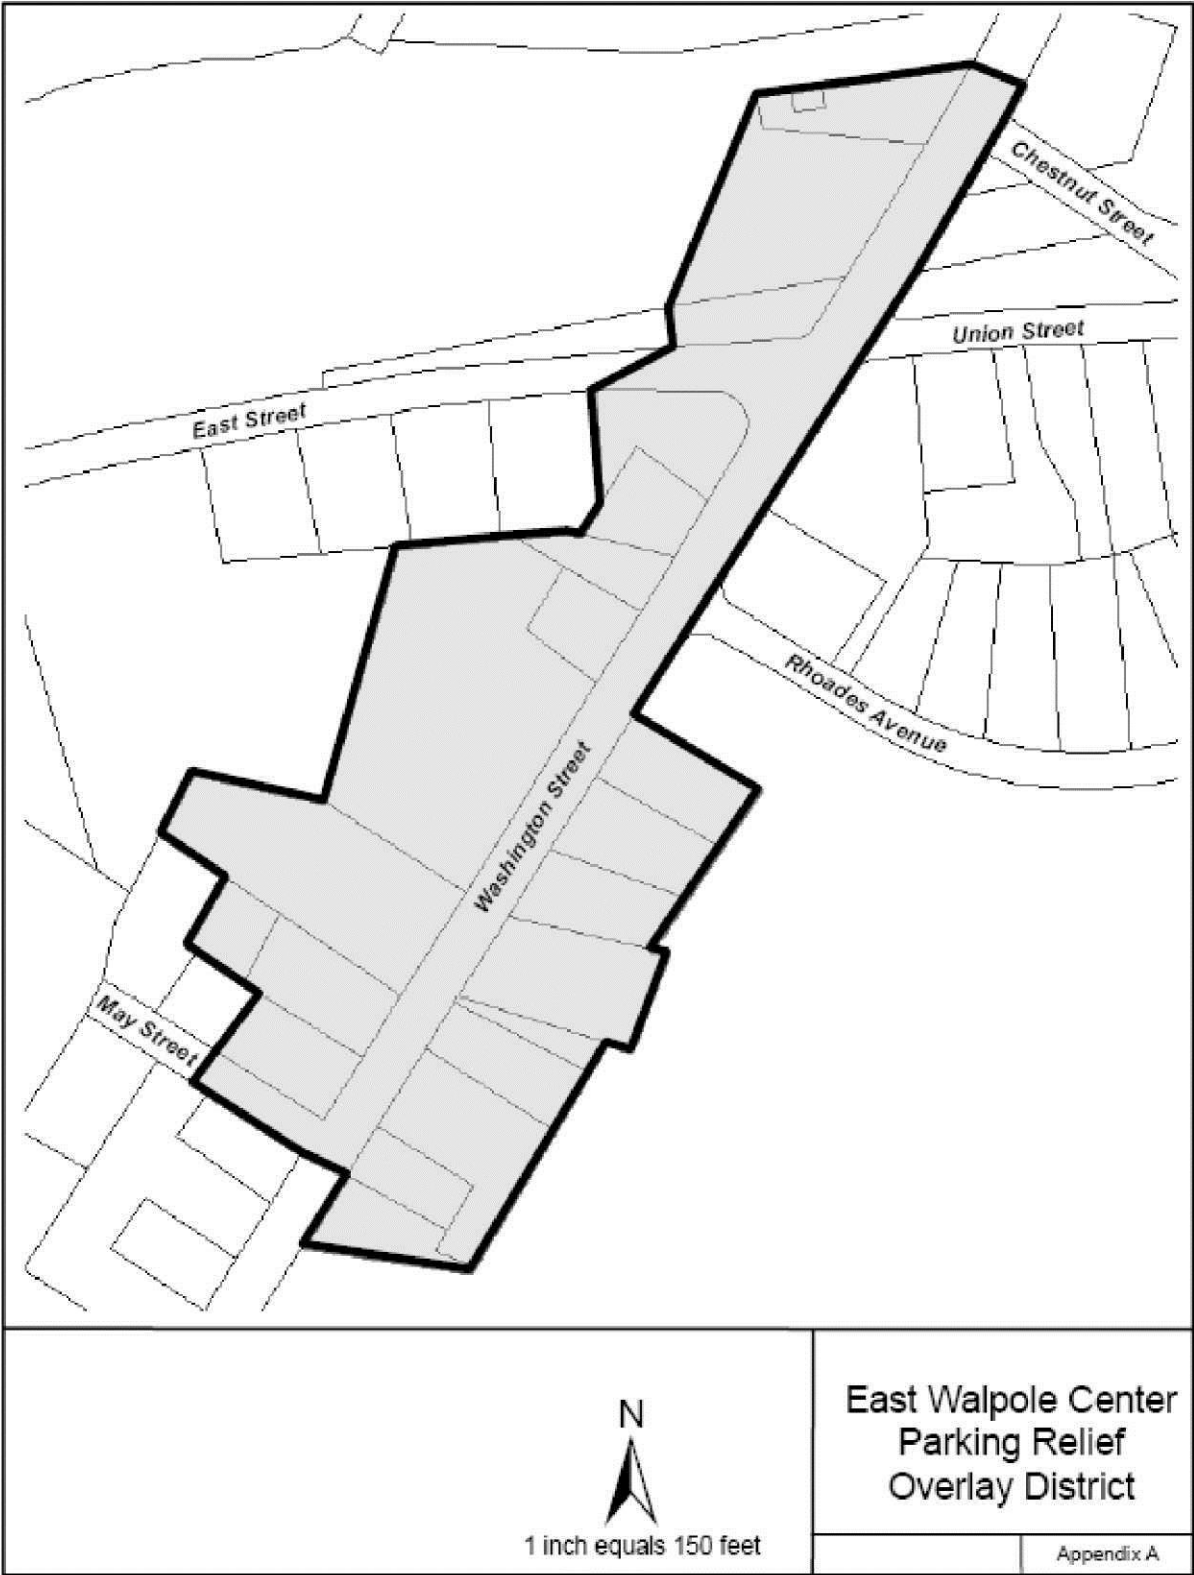 Chestnut Street
Union Street
East Street
Rhoades Avenue
Washington Street
May Street
N
1 inch equals 150 feet
East Walpole Center
Parking Relief
Overlay District
Appendix A